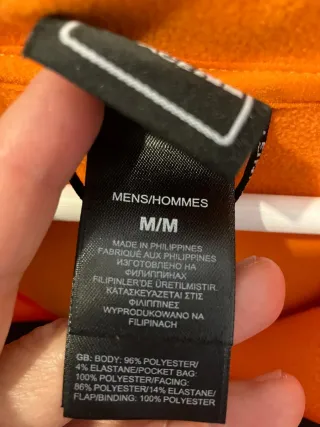 MENS/HOMMES
M/M
MADE IN PHILIPPINES
FABRIQUÉ AUX PHILIPPINES
ИЗГОТОВЛЕНО НА
ФИЛИППИНАХ
FILIPINLER'DE ÜRETILMISTIR.
ΚΑΤΑΣΚΕΥΑΖΕΤΑΙ ΣΤΙΣ
ΦΙΛΙΠΠΙΝΕΣ
WYPRODUKOWANO NA
FILIPINACH
GB: BODY: 96% POLYESTER/
4% ELASTANE/POCKET BAG:
100% POLYESTER/FACING:
86% POLYESTER/14% ELASTANE/
FLAP/BINDING: 100% POLYESTER